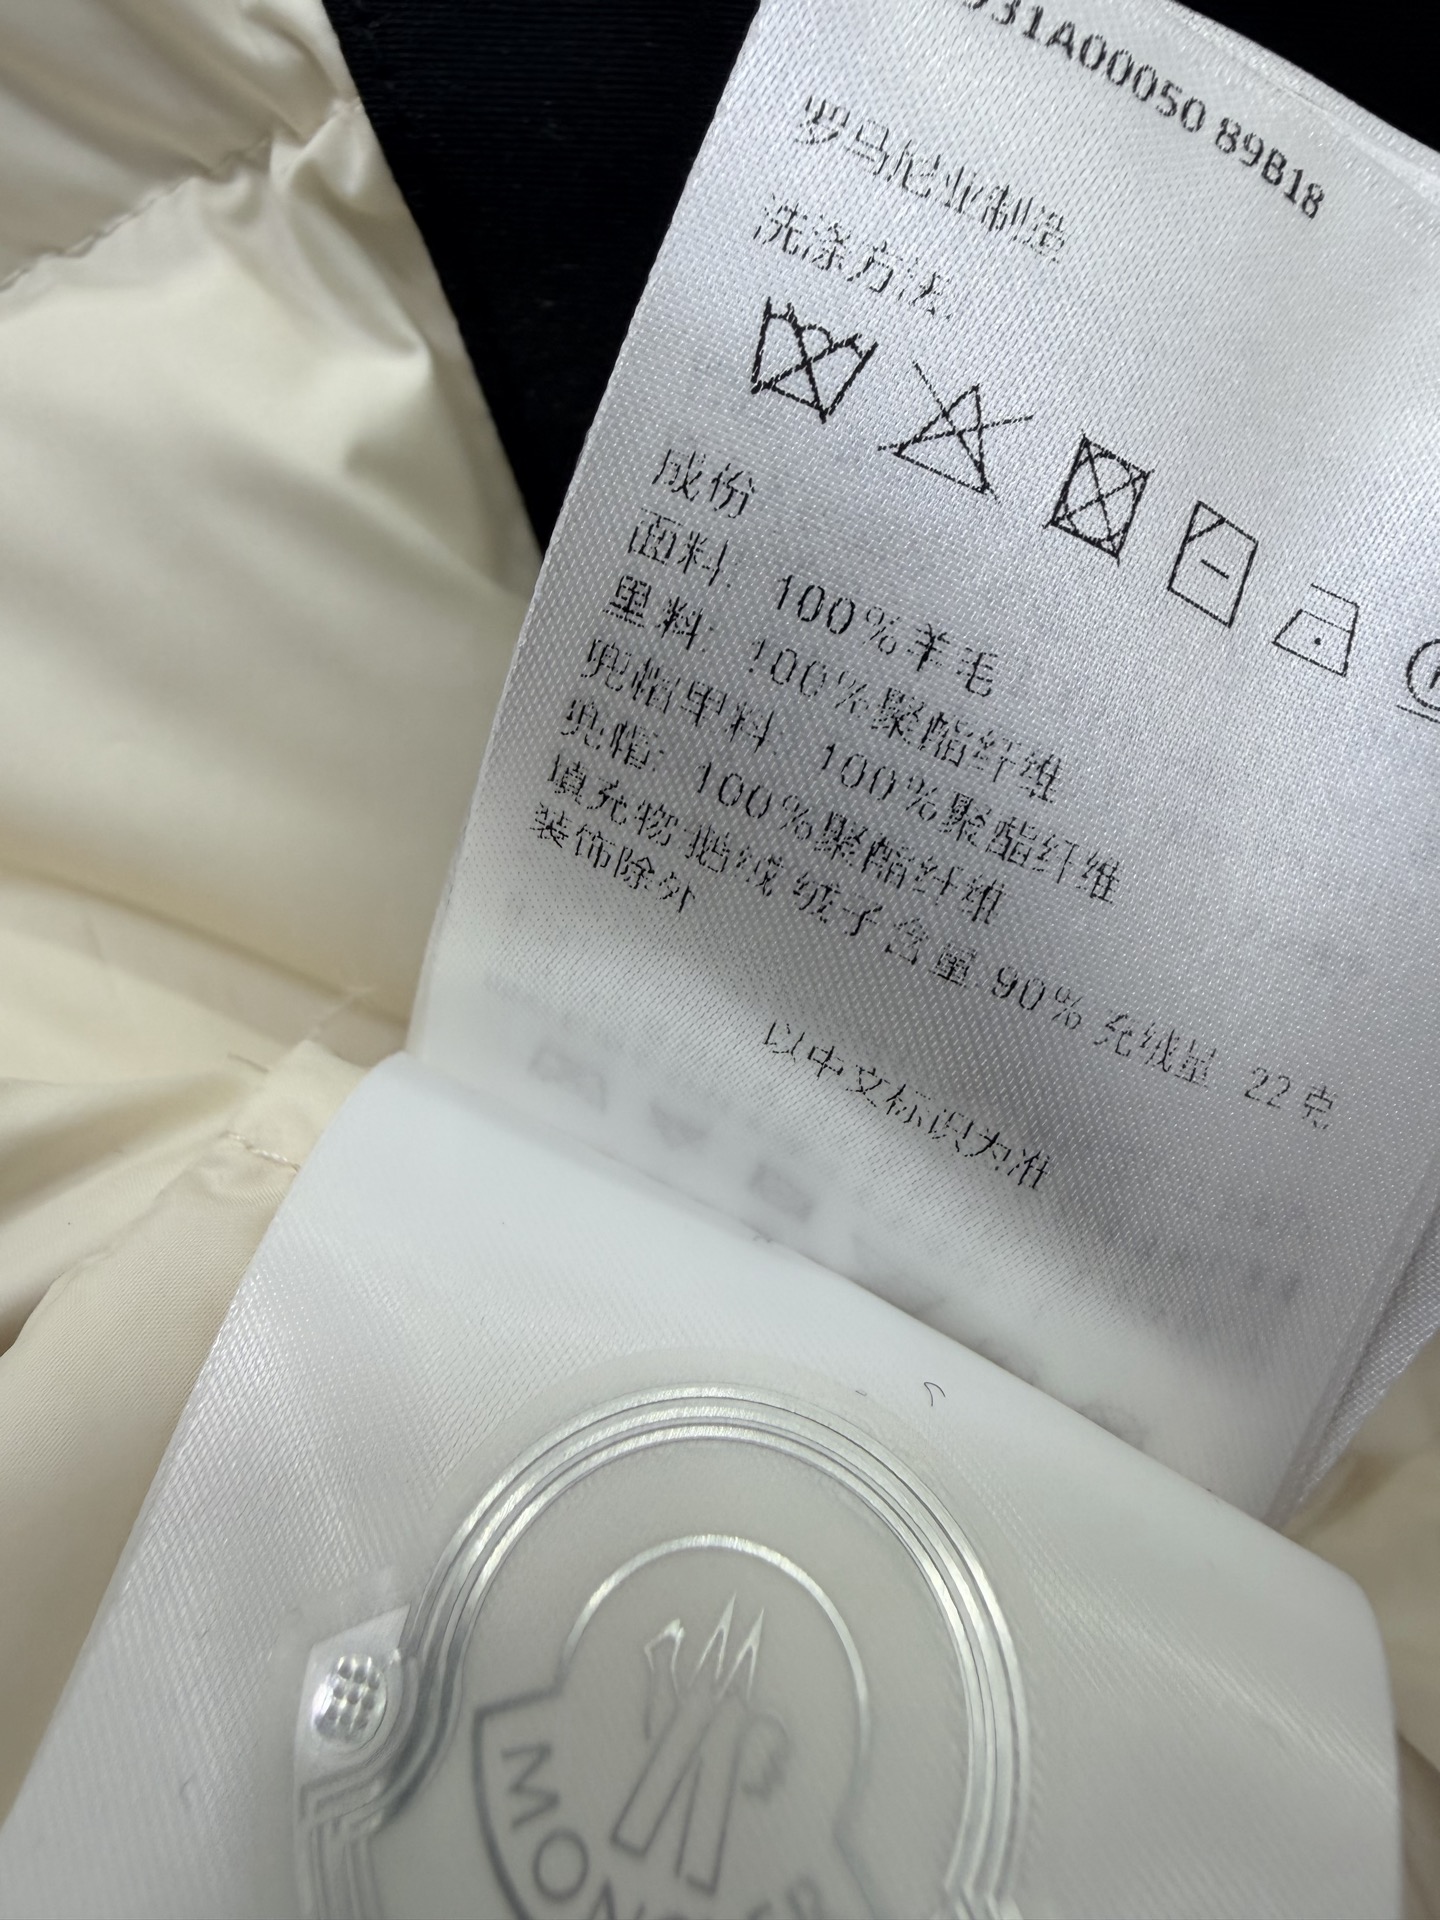 931A00050 89B18
罗马尼亚制造
洗涤方法:
成份
面料: 100%羊毛
里料: 100%聚酯纤维
兜帽里料: 100%聚酯纤维
兜帽: 100%聚酯纤维
填充物 鹅绒 绒子含量 90% 充绒量 22克
装饰除外
以中文标识为准